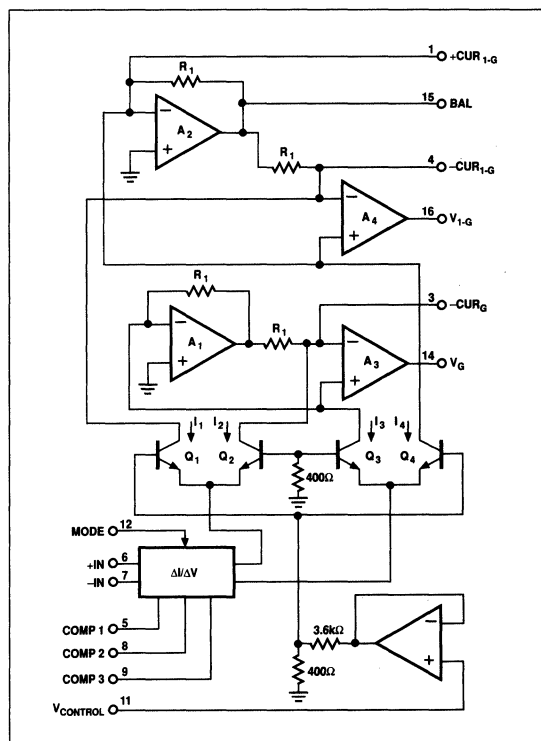 1 +CUR1-G
R1
15 BAL
A2
− +
R1
4 −CUR1-G
− +
A4
16 V1-G
R1
3 −CURG
− +
A1
R1
− +
A3
14 VG
I1 I2 I3 I4
Q1 Q2 Q3 Q4
400Ω
MODE 12
+IN 6
−IN 7
ΔI/ΔV
COMP 1 5
COMP 2 8
COMP 3 9
3.6kΩ
− +
400Ω
VCONTROL 11